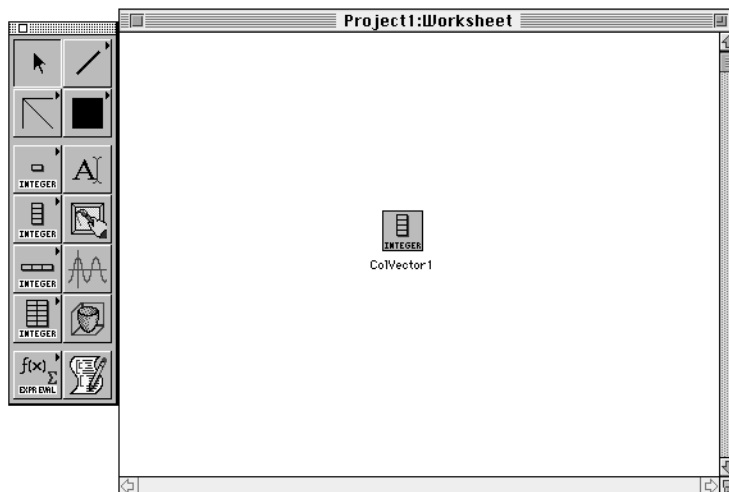 Project1:Worksheet
INTEGER
A
INTEGER
INTEGER
INTEGER
f(x) Σ
EXPR EVAL
INTEGER
ColVector1